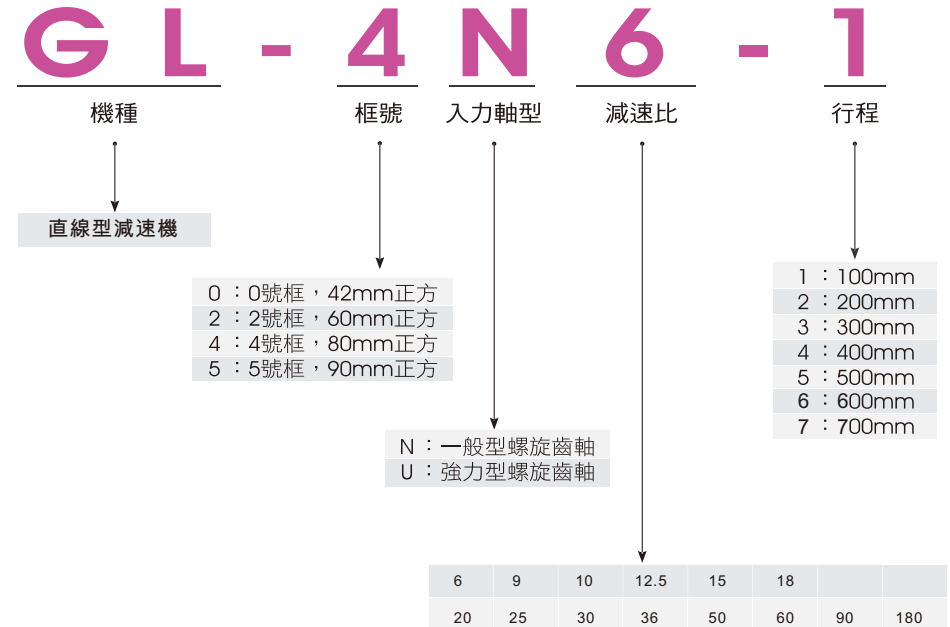 GL-4N6-1
機種 框號 入力軸型 減速比 行程
直線型減速機
0：0號框，42mm正方
2：2號框，60mm正方
4：4號框，80mm正方
5：5號框，90mm正方
1：100mm
2：200mm
3：300mm
4：400mm
5：500mm
6：600mm
7：700mm
N：一般型螺旋齒軸
U：強力型螺旋齒軸
6 9 10 12.5 15 18
20 25 30 36 50 60 90 180